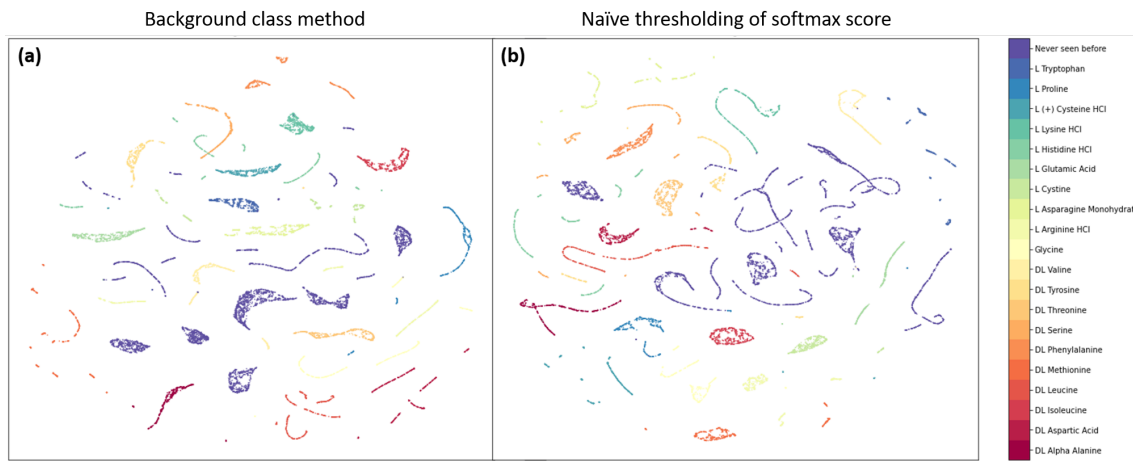 Background class method
Naïve thresholding of softmax score
(a)
(b)
Never seen before
L Tryptophan
L Proline
L (+) Cysteine HCl
L Lysine HCl
L Histidine HCl
L Glutamic Acid
L Cystine
L Asparagine Monohydrat
L Arginine HCl
Glycine
DL Valine
DL Tyrosine
DL Threonine
DL Serine
DL Phenylalanine
DL Methionine
DL Leucine
DL Isoleucine
DL Aspartic Acid
DL Alpha Alanine